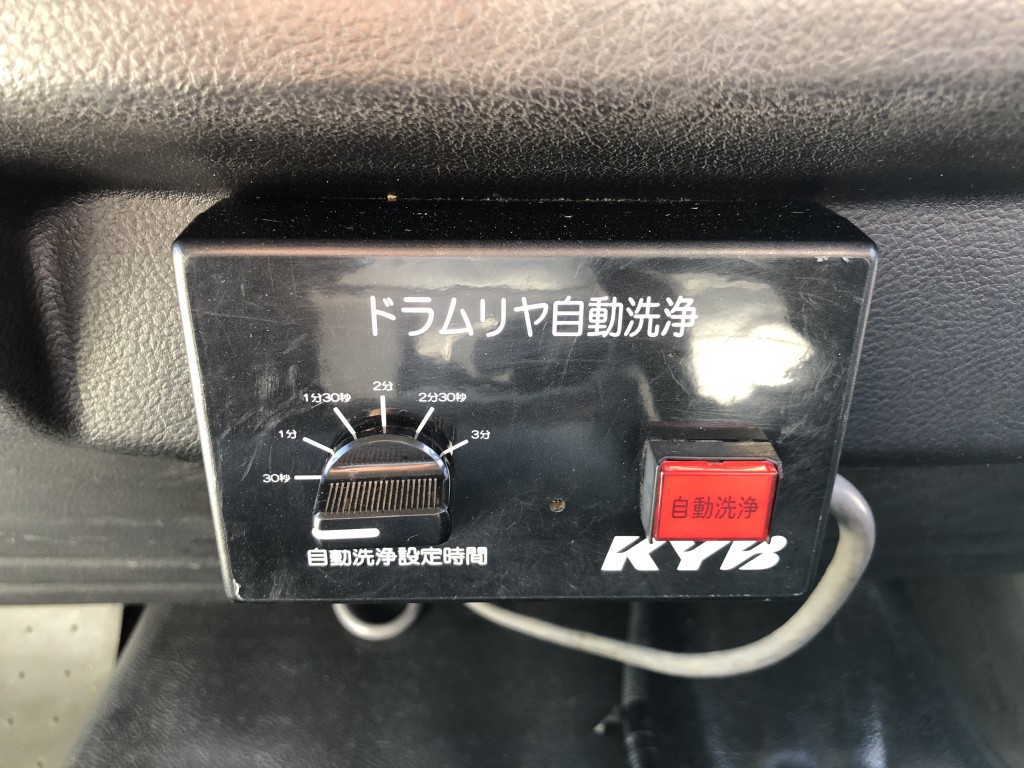 ドラムリヤ自動洗浄
30秒
1分
1分30秒
2分
2分30秒
3分
自動洗浄設定時間
自動洗浄
KYB